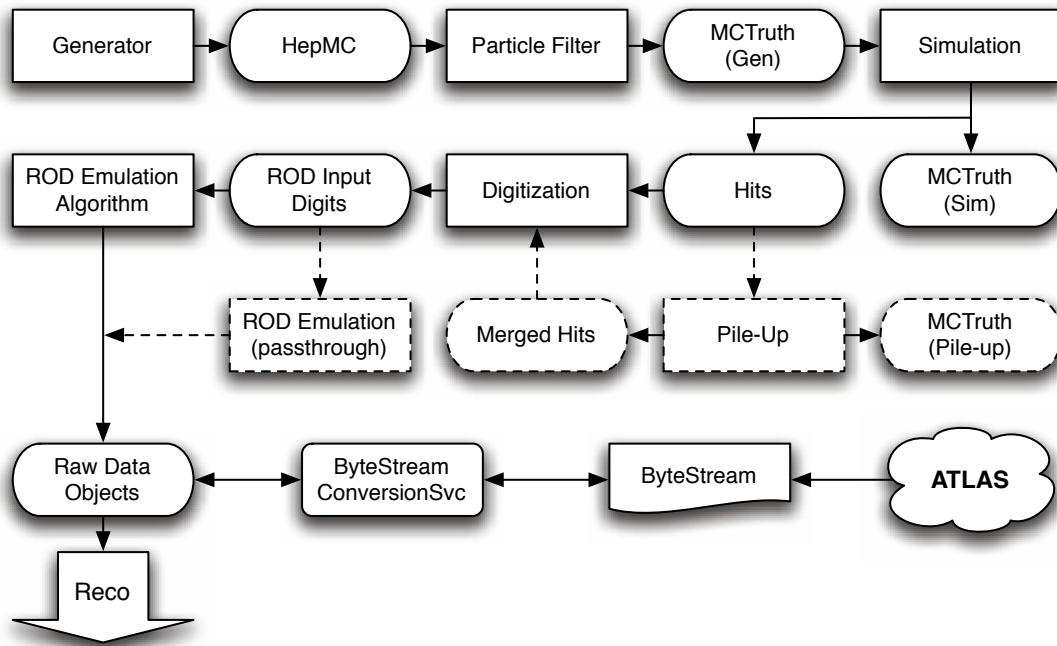 Generator
HepMC
Particle Filter
MCTruth
(Gen)
Simulation
ROD Emulation
Algorithm
ROD Input
Digits
Digitization
Hits
MCTruth
(Sim)
ROD Emulation
(passthrough)
Merged Hits
Pile-Up
MCTruth
(Pile-up)
Raw Data
Objects
ByteStream
ConversionSvc
ByteStream
ATLAS
Reco